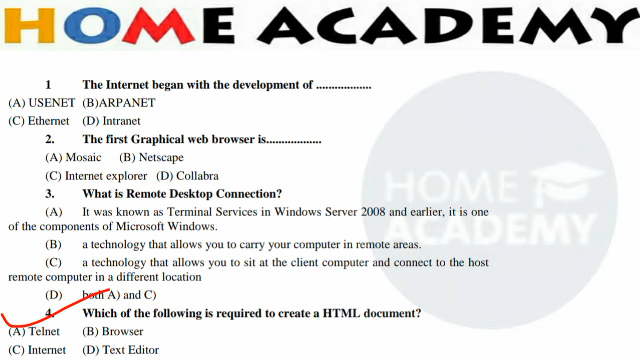 HOME ACADEMY
1 The Internet began with the development of ..................
(A) USENET (B)ARPANET
(C) Ethernet (D) Intranet
2. The first Graphical web browser is..................
(A) Mosaic (B) Netscape
(C) Internet explorer (D) Collabra
3. What is Remote Desktop Connection?
(A) It was known as Terminal Services in Windows Server 2008 and earlier, it is one
of the components of Microsoft Windows.
(B) a technology that allows you to carry your computer in remote areas.
(C) a technology that allows you to sit at the client computer and connect to the host
remote computer in a different location
(D) both A) and C)
4. Which of the following is required to create a HTML document?
(A) Telnet (B) Browser
(C) Internet (D) Text Editor
HOME
ACADEMY